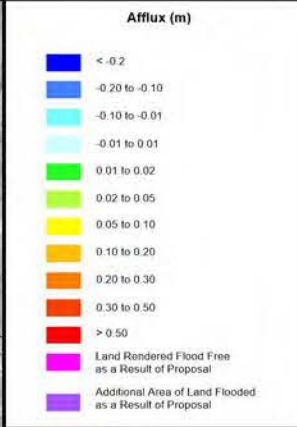 Afflux (m)
< -0.2
-0.20 to -0.10
-0.10 to -0.01
-0.01 to 0.01
0.01 to 0.02
0.02 to 0.05
0.05 to 0.10
0.10 to 0.20
0.20 to 0.30
0.30 to 0.50
> 0.50
Land Rendered Flood Free
as a Result of Proposal
Additional Area of Land Flooded
as a Result of Proposal